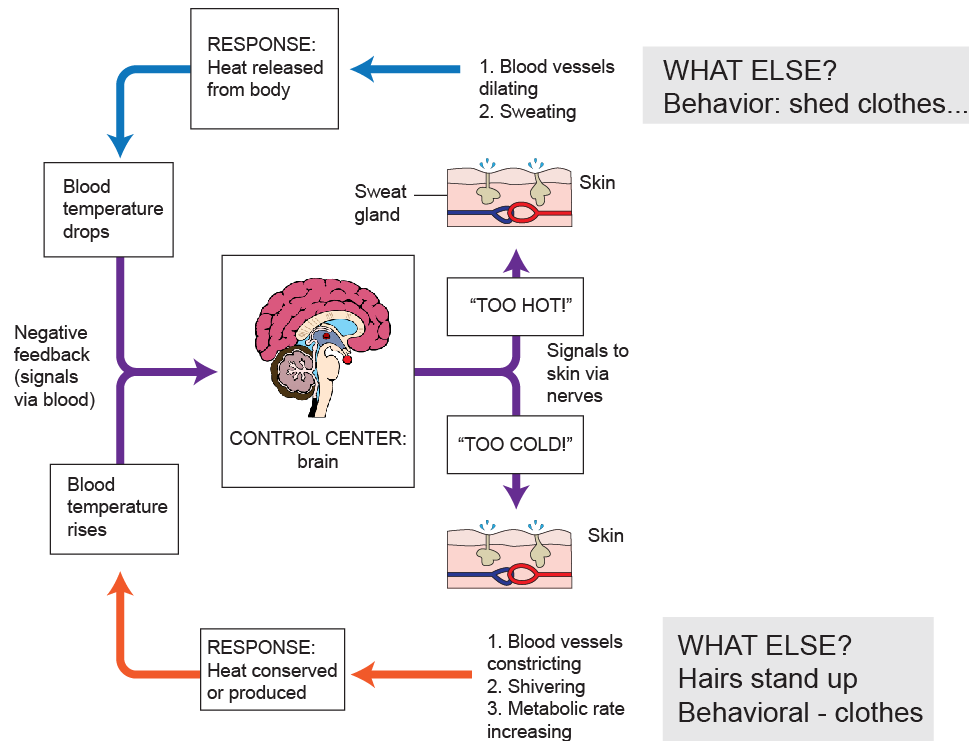 RESPONSE:
Heat released
from body
1. Blood vessels
dilating
2. Sweating
WHAT ELSE?
Behavior: shed clothes...
Blood
temperature
drops
Sweat
gland
Skin
"TOO HOT!"
Negative
feedback
(signals
via blood)
CONTROL CENTER:
brain
Signals to
skin via
nerves
"TOO COLD!"
Blood
temperature
rises
Skin
RESPONSE:
Heat conserved
or produced
1. Blood vessels
constricting
2. Shivering
3. Metabolic rate
increasing
WHAT ELSE?
Hairs stand up
Behavioral - clothes